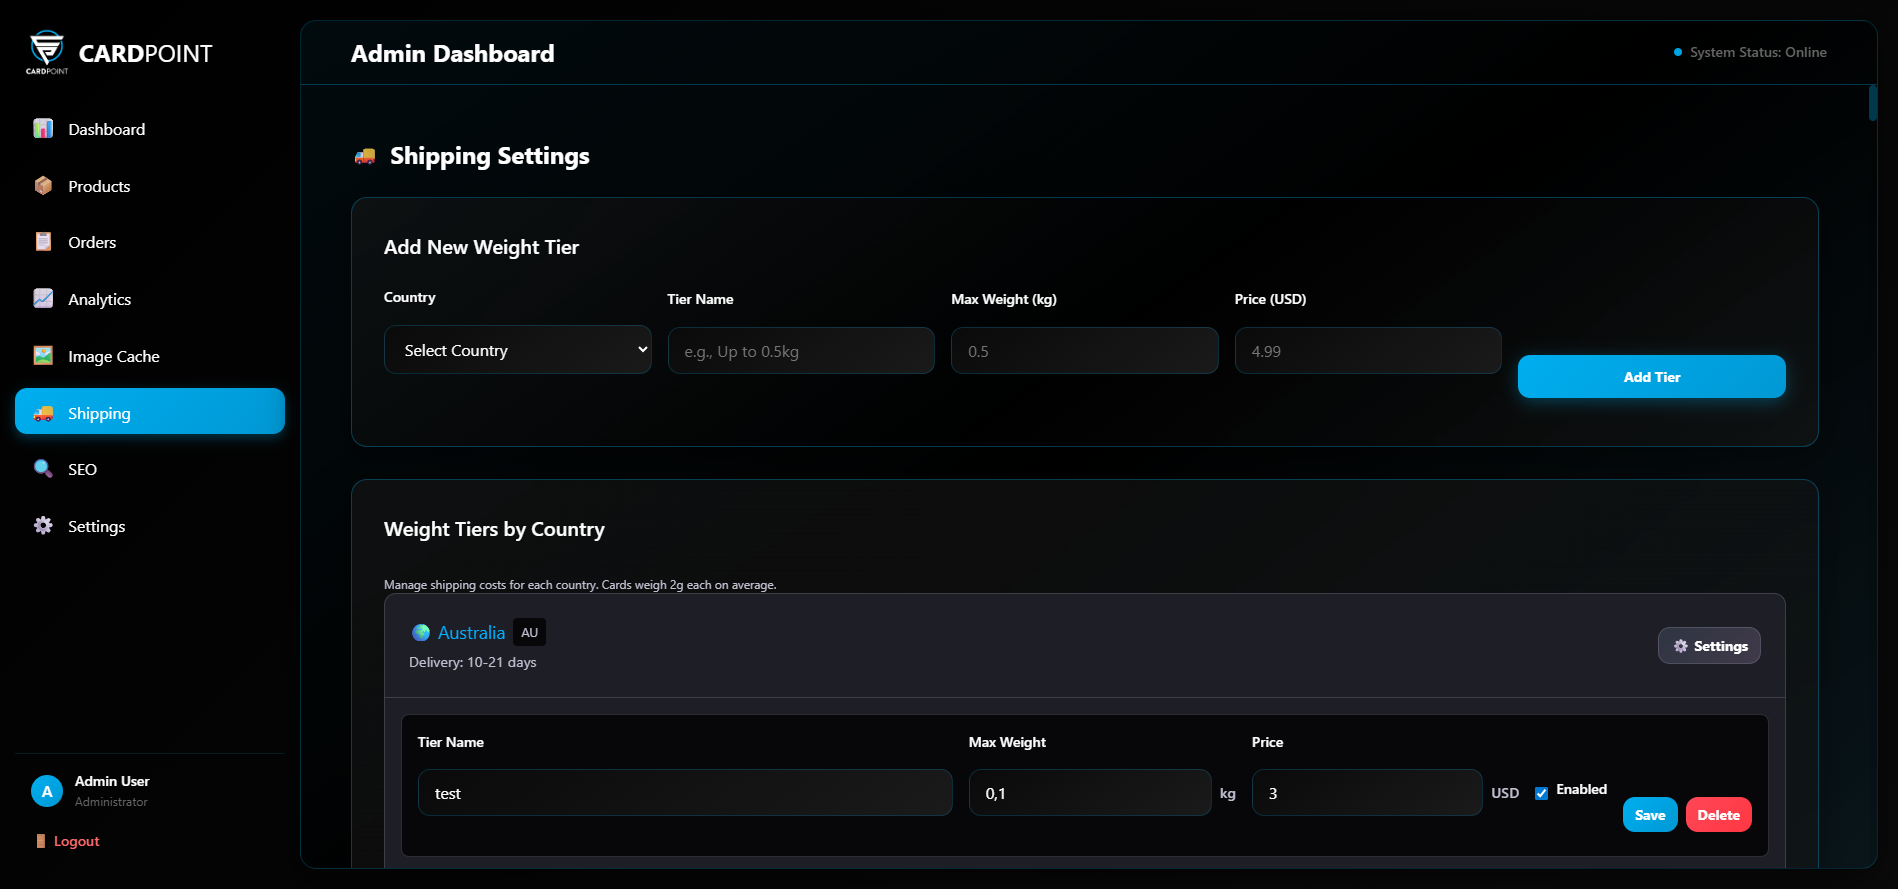 CARDPOINT
CARDPOINT
Dashboard
Products
Orders
Analytics
Image Cache
Shipping
SEO
Settings
A
Admin User
Administrator
Logout
Admin Dashboard
System Status: Online
Shipping Settings
Add New Weight Tier
Country
Tier Name
Max Weight (kg)
Price (USD)
Select Country
e.g., Up to 0.5kg
0.5
4.99
Add Tier
Weight Tiers by Country
Manage shipping costs for each country. Cards weigh 2g each on average.
Australia AU
Delivery: 10-21 days
Settings
Tier Name
Max Weight
Price
test
0,1
kg
3
USD
Enabled
Save
Delete